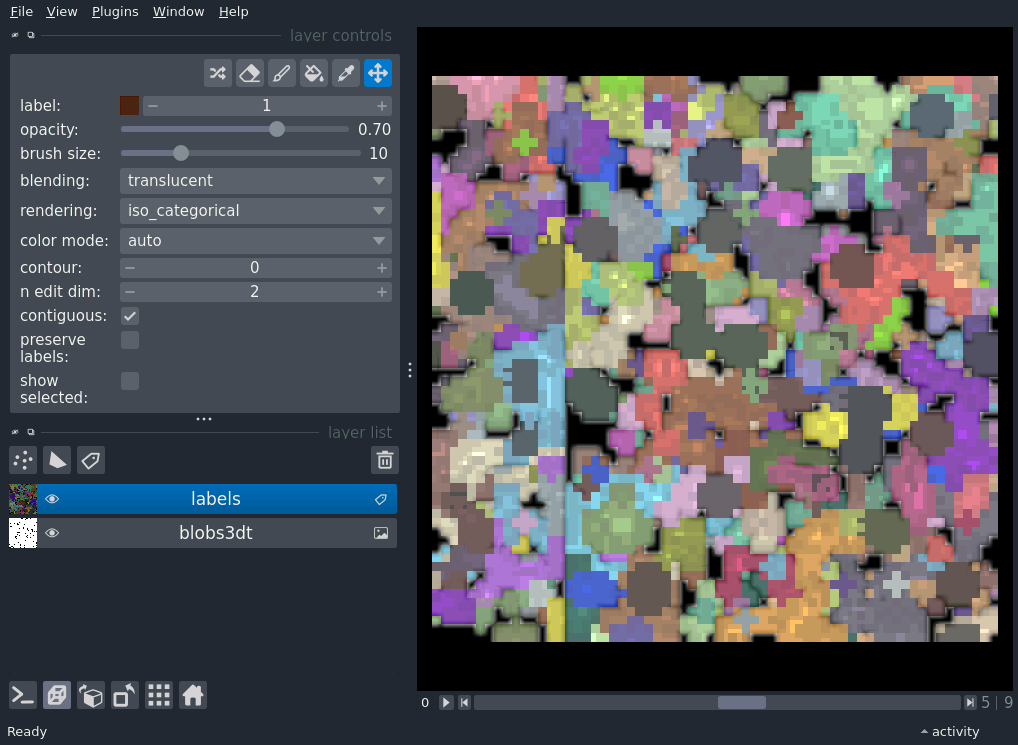 File View Plugins Window Help
layer controls
label: 1
opacity: 0.70
brush size: 10
blending: translucent
rendering: iso_categorical
color mode: auto
contour: 0
n edit dim: 2
contiguous:
preserve
labels:
show
selected:
layer list
labels
blobs3dt
0 5 | 9
Ready activity